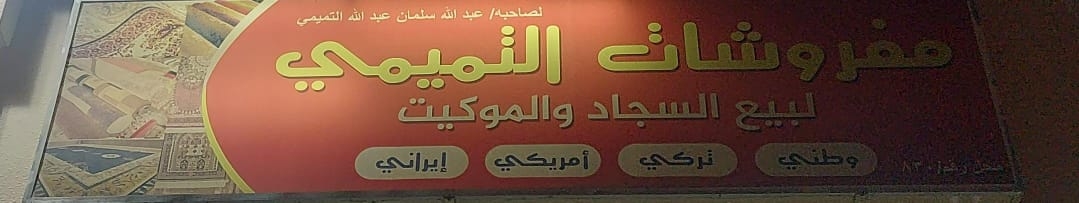 لصاحبه/ عبد الله سلمان عبد الله التميمي
مفروشات التميمي
لبيع السجاد والموكيت
وطني تركي أمريكي إيراني